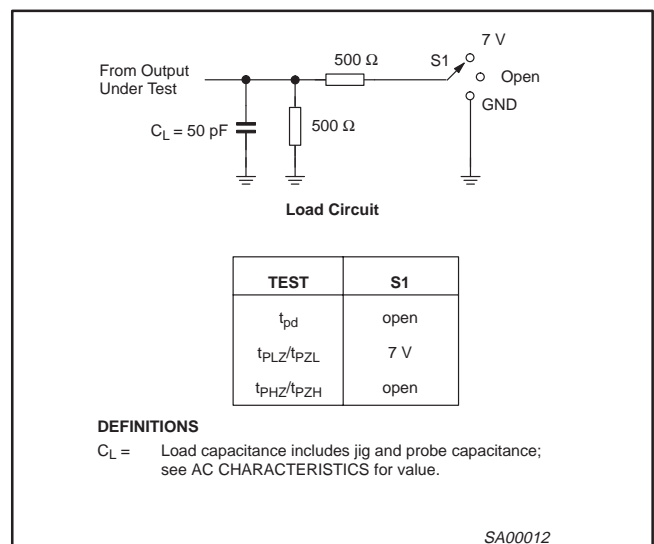 7 V
500 Ω
S1
From Output
Under Test
Open
GND
C_L = 50 pF
500 Ω
Load Circuit
TEST S1
t_pd open
t_PLZ/t_PZL 7 V
t_PHZ/t_PZH open
DEFINITIONS
C_L = Load capacitance includes jig and probe capacitance;
see AC CHARACTERISTICS for value.
SA00012